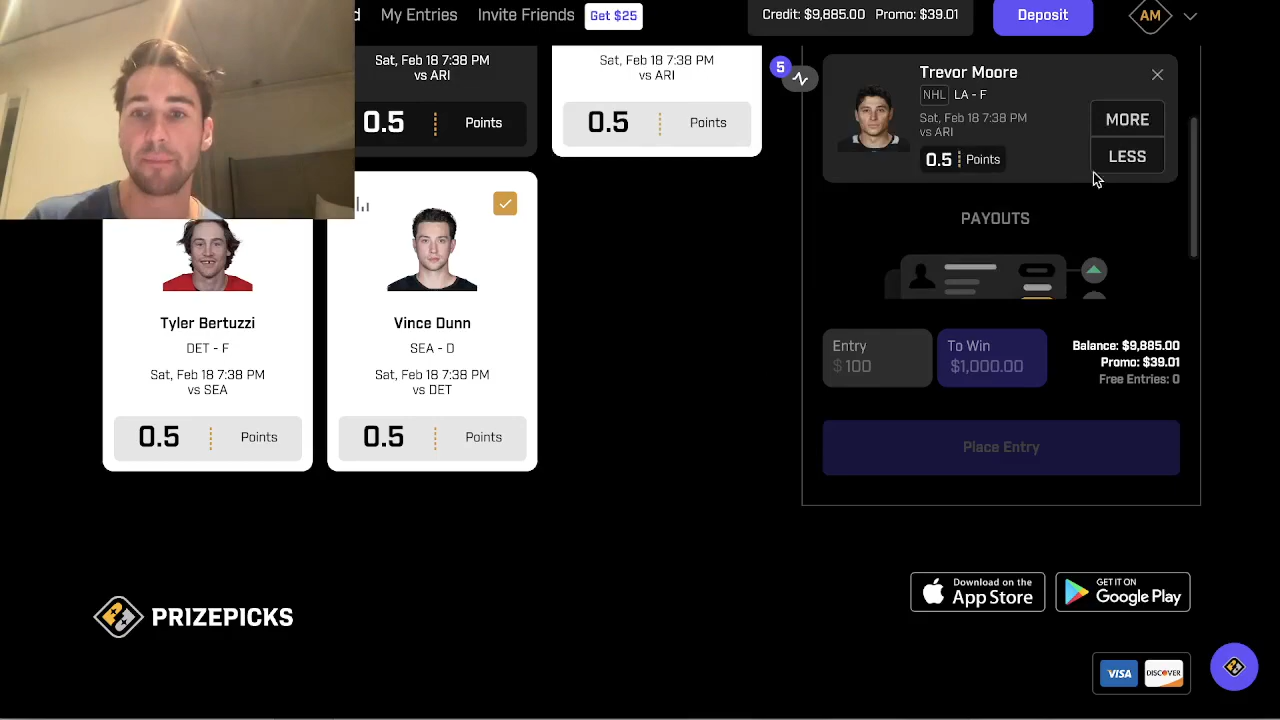 d
My Entries
Invite Friends
Get $25
Credit: $9,885.00 Promo: $39.01
Deposit
AM
Sat, Feb 18 7:38 PM
vs ARI
0.5 Points
Sat, Feb 18 7:38 PM
vs ARI
0.5 Points
5
Trevor Moore
NHL LA - F
Sat, Feb 18 7:38 PM
vs ARI
0.5 Points
MORE
LESS
PAYOUTS
Tyler Bertuzzi
DET - F
Sat, Feb 18 7:38 PM
vs SEA
0.5 Points
Vince Dunn
SEA - D
Sat, Feb 18 7:38 PM
vs DET
0.5 Points
Entry
$ 100
To Win
$1,000.00
Balance: $9,885.00
Promo: $39.01
Free Entries: 0
Place Entry
PRIZEPICKS
Download on the
App Store
GET IT ON
Google Play
VISA
DISCOVER